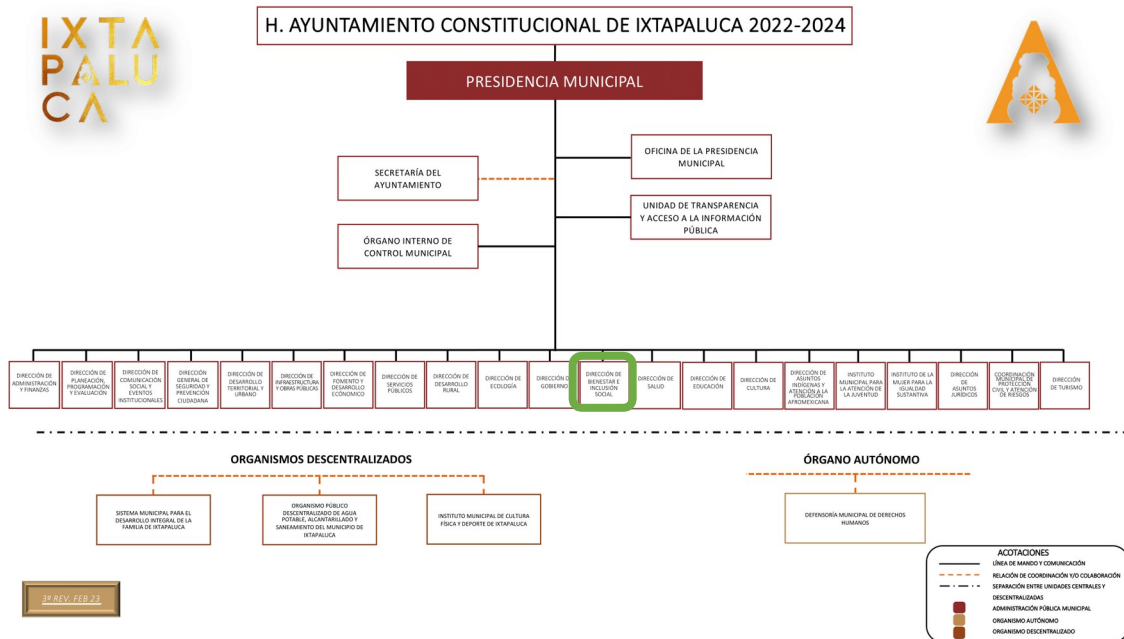 IXTA
PALU
CA
H. AYUNTAMIENTO CONSTITUCIONAL DE IXTAPALUCA 2022-2024
PRESIDENCIA MUNICIPAL
OFICINA DE LA PRESIDENCIA
MUNICIPAL
SECRETARÍA DEL
AYUNTAMIENTO
UNIDAD DE TRANSPARENCIA
Y ACCESO A LA INFORMACIÓN
PÚBLICA
ÓRGANO INTERNO DE
CONTROL MUNICIPAL
DIRECCIÓN DE
ADMINISTRACIÓN
Y FINANZAS
DIRECCIÓN DE
PLANEACIÓN,
PROGRAMACIÓN
Y EVALUACIÓN
DIRECCIÓN DE
COMUNICACIÓN
SOCIAL Y
EVENTOS
INSTITUCIONALES
DIRECCIÓN
GENERAL DE
SEGURIDAD Y
PREVENCIÓN
CIUDADANA
DIRECCIÓN DE
DESARROLLO
TERRITORIAL Y
URBANO
DIRECCIÓN DE
INFRAESTRUCTURA
Y OBRAS PÚBLICAS
DIRECCIÓN DE
FOMENTO Y
DESARROLLO
ECONÓMICO
DIRECCIÓN DE
SERVICIOS
PÚBLICOS
DIRECCIÓN DE
DESARROLLO
RURAL
DIRECCIÓN DE
ECOLOGÍA
DIRECCIÓN DE
GOBIERNO
DIRECCIÓN DE
BIENESTAR E
INCLUSIÓN
SOCIAL
DIRECCIÓN DE
SALUD
DIRECCIÓN DE
EDUCACIÓN
DIRECCIÓN DE
CULTURA
DIRECCIÓN DE
ASUNTOS
INDÍGENAS Y
ATENCIÓN A LA
POBLACIÓN
AFROMEXICANA
INSTITUTO
MUNICIPAL PARA
LA ATENCIÓN DE
LA JUVENTUD
INSTITUTO DE LA
MUJER PARA LA
IGUALDAD
SUSTANTIVA
DIRECCIÓN
DE
ASUNTOS
JURÍDICOS
COORDINACIÓN
MUNICIPAL DE
PROTECCIÓN
CIVIL Y ATENCIÓN
DE RIESGOS
DIRECCIÓN
DE TURISMO
ORGANISMOS DESCENTRALIZADOS
SISTEMA MUNICIPAL PARA EL
DESARROLLO INTEGRAL DE LA
FAMILIA DE IXTAPALUCA
ORGANISMO PÚBLICO
DESCENTRALIZADO DE AGUA
POTABLE, ALCANTARILLADO Y
SANEAMIENTO DEL MUNICIPIO DE
IXTAPALUCA
INSTITUTO MUNICIPAL DE CULTURA
FÍSICA Y DEPORTE DE IXTAPALUCA
ÓRGANO AUTÓNOMO
DEFENSORÍA MUNICIPAL DE DERECHOS
HUMANOS
3ª REV. FEB 23
ACOTACIONES
LÍNEA DE MANDO Y COMUNICACIÓN
RELACIÓN DE COORDINACIÓN Y/O COLABORACIÓN
SEPARACIÓN ENTRE UNIDADES CENTRALES Y
DESCENTRALIZADAS
ADMINISTRACIÓN PÚBLICA MUNICIPAL
ORGANISMO AUTÓNOMO
ORGANISMO DESCENTRALIZADO